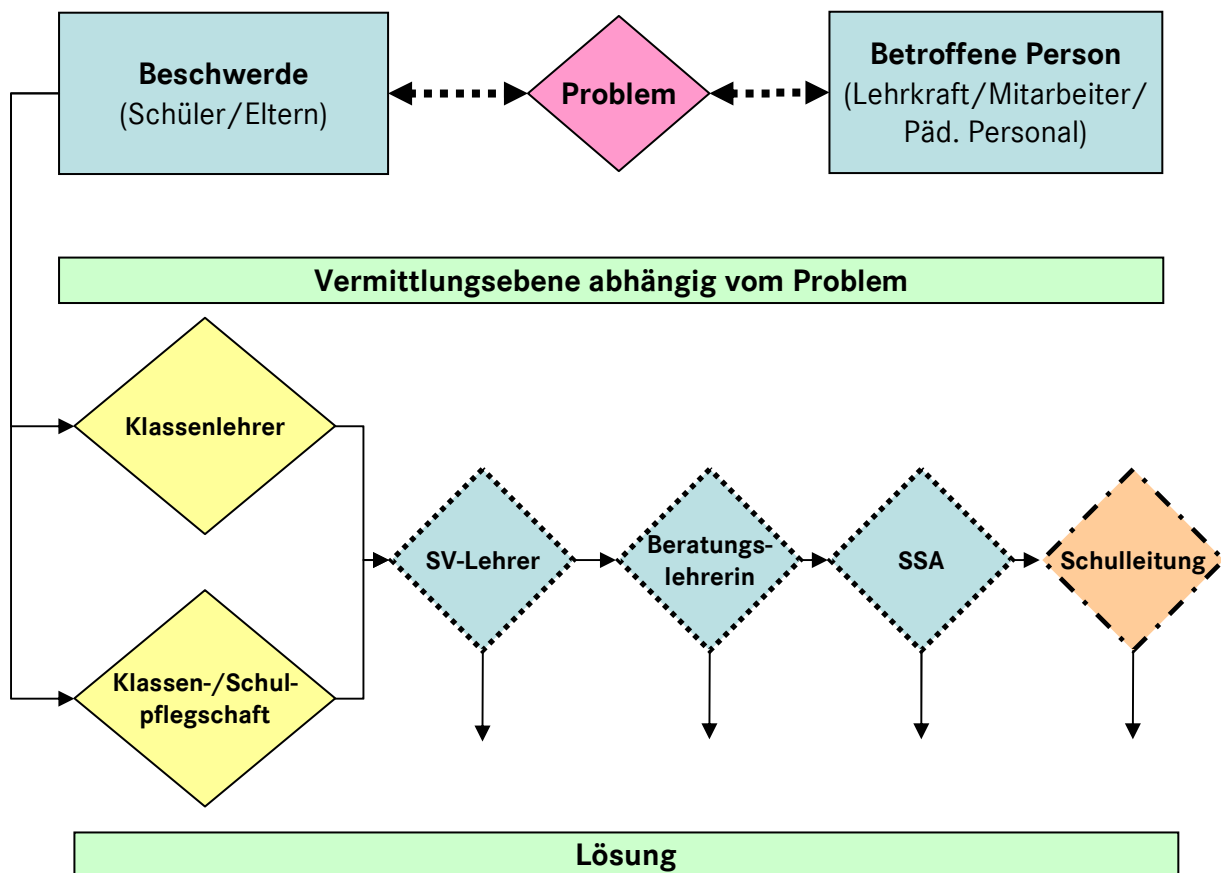 Beschwerde
(Schüler/Eltern)
Problem
Betroffene Person
(Lehrkraft/Mitarbeiter/
Päd. Personal)
Vermittlungsebene abhängig vom Problem
Klassenlehrer
Klassen-/Schul-
pflegschaft
SV-Lehrer
Beratungs-
lehrerin
SSA
Schulleitung
Lösung